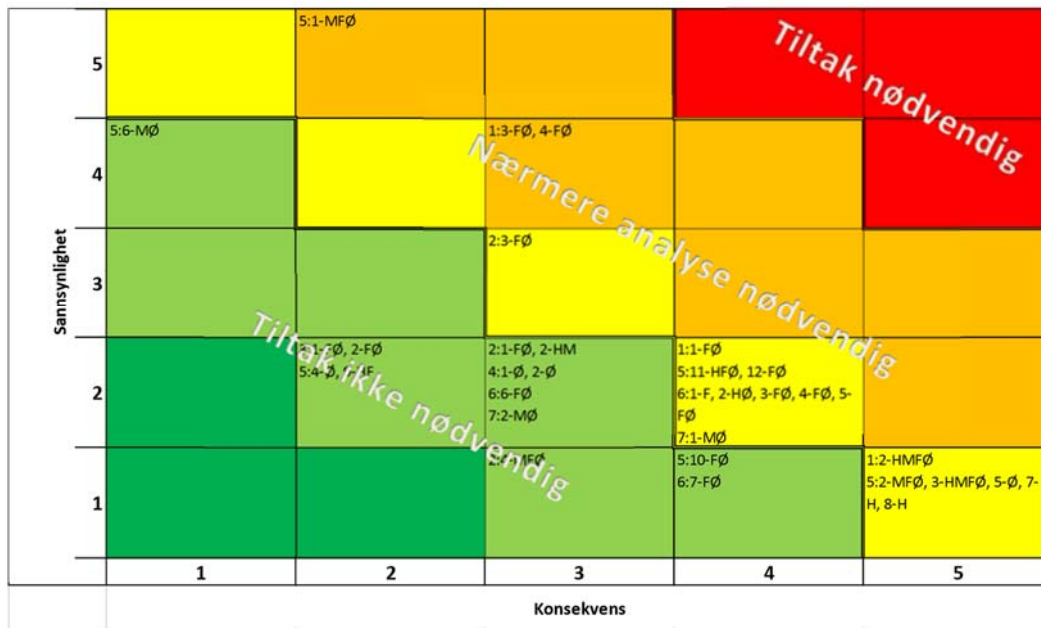 5:1-MFØ
5
Tiltak nødvendig
5:6-MØ
1:3-FØ, 4-FØ
4
Nærmere analyse nødvendig
Sannsynlighet
2:3-FØ
3
Tiltak ikke nødvendig
2-FØ
5:4-Ø,
2:1-FØ, 2-HM
4:1-Ø, 2-Ø
6:6-FØ
7:2-MØ
1:1-FØ
5:11-HFØ, 12-FØ
6:1-F, 2-HØ, 3-FØ, 4-FØ, 5-
FØ
7:1-MØ
2
5:10-FØ
6:7-FØ
1:2-HMFØ
5:2-MFØ, 3-HMFØ, 5-Ø, 7-
H, 8-H
1
1 2 3 4 5
Konsekvens